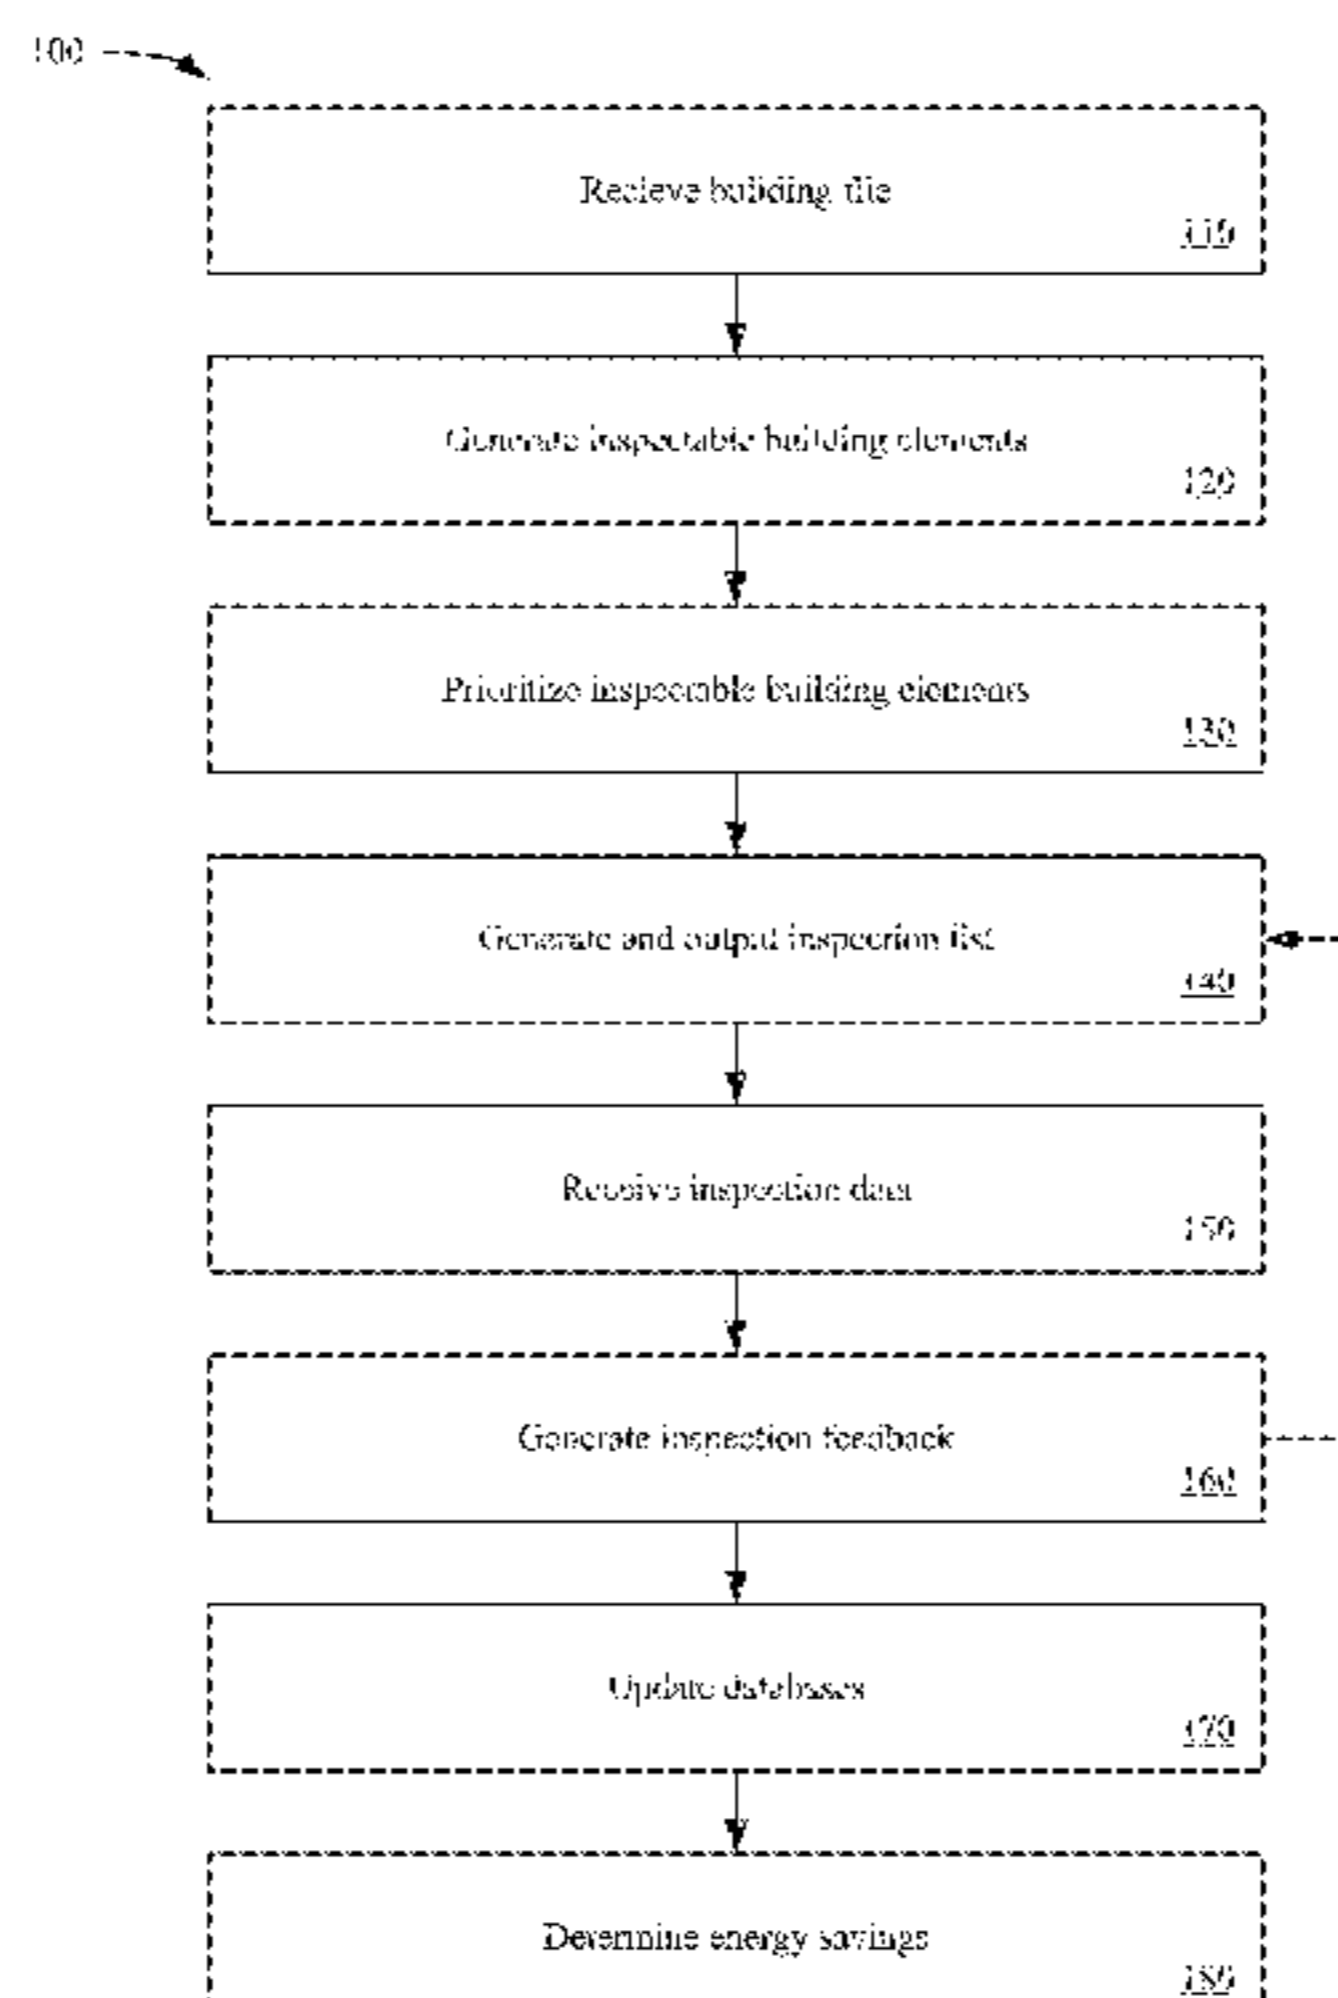 100
Recieve building file
110
Generate inspectable building elements
120
Prioritize inspectable building elements
130
Generate and output inspection list
140
Receive inspection data
150
Generate inspection feedback
160
Update databases
170
Determine energy savings
180